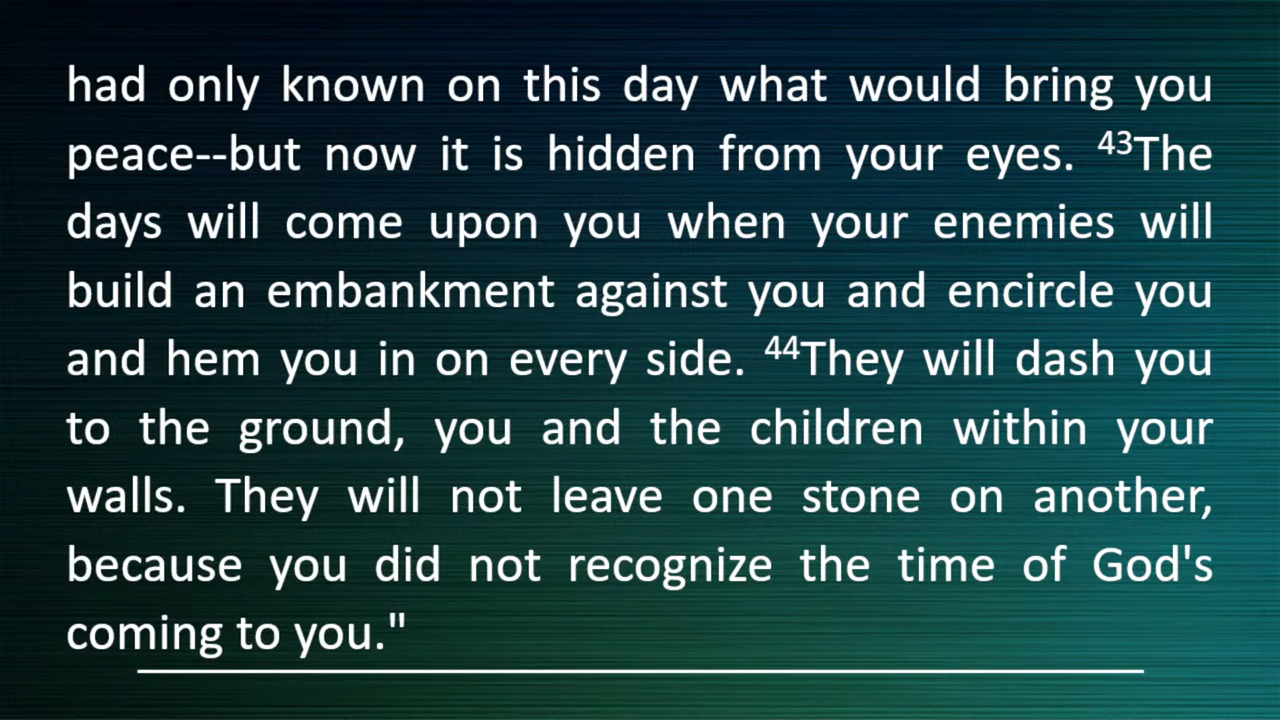 had only known on this day what would bring you
peace--but now it is hidden from your eyes. ⁴³The
days will come upon you when your enemies will
build an embankment against you and encircle you
and hem you in on every side. ⁴⁴They will dash you
to the ground, you and the children within your
walls. They will not leave one stone on another,
because you did not recognize the time of God's
coming to you."